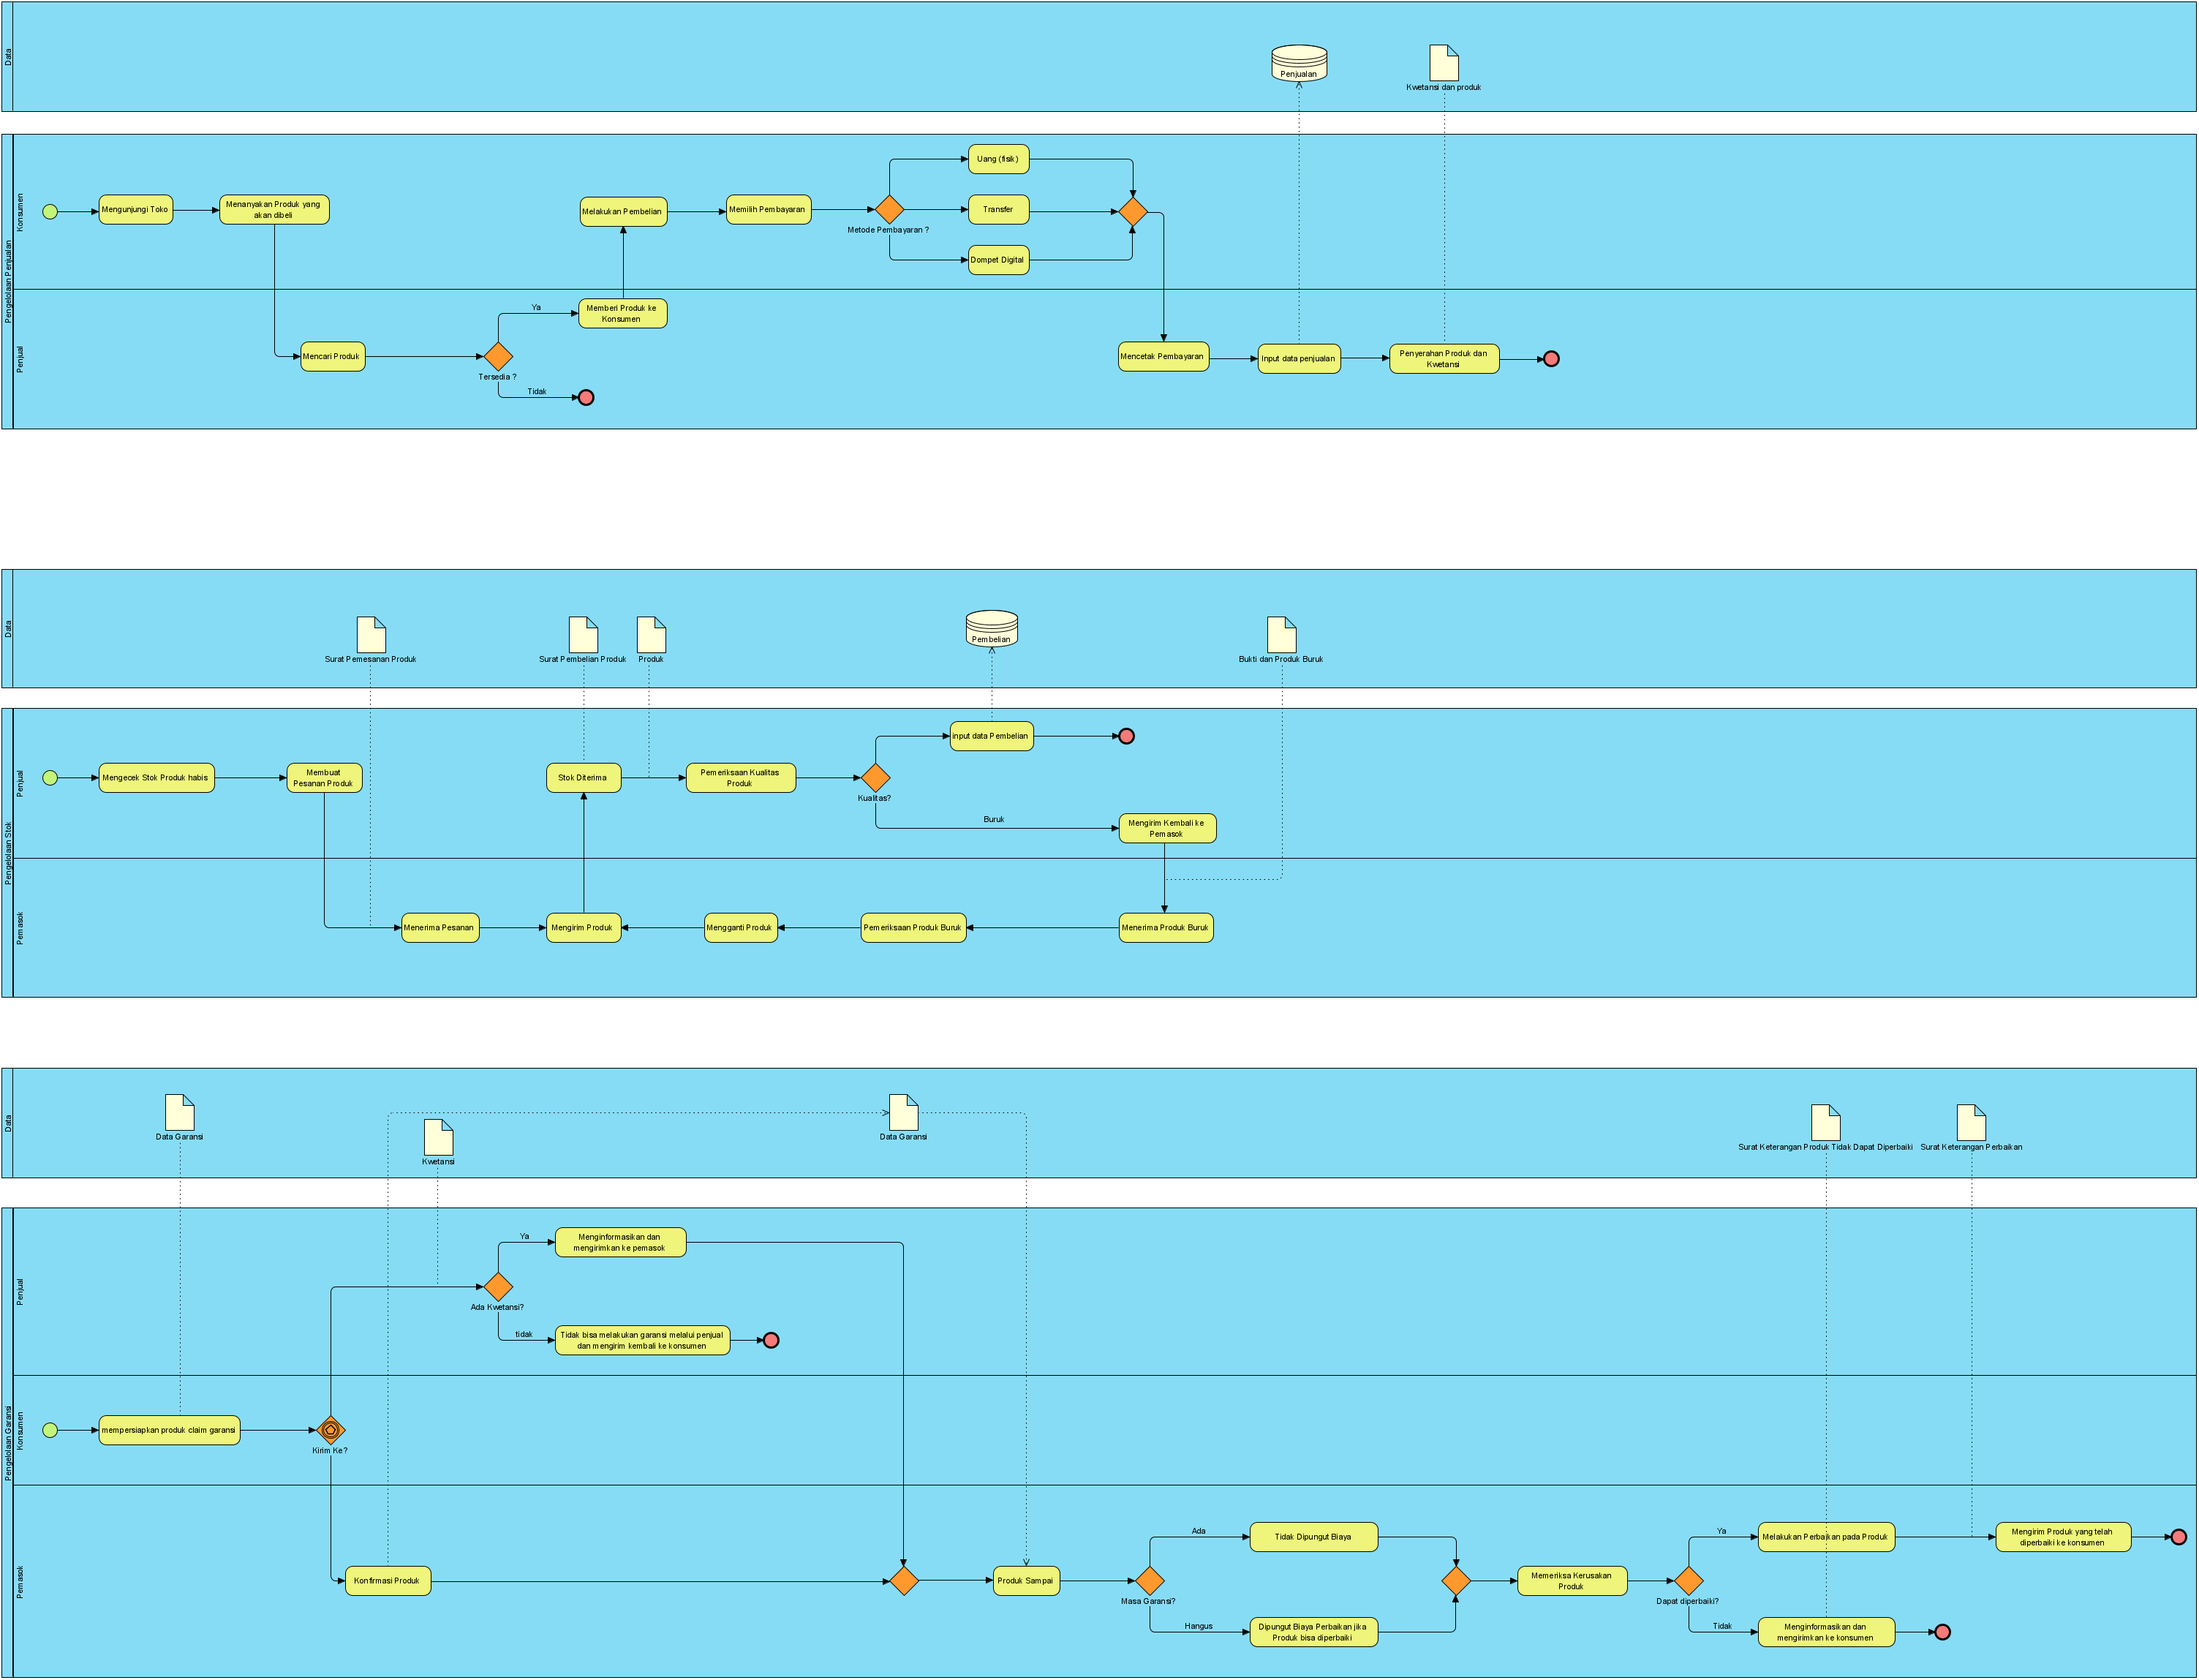 Data
Penjualan
Kwetansi dan produk
Pengelolaan Penjualan
Konsumen
Mengunjungi Toko
Menanyakan Produk yang
akan dibeli
Melakukan Pembelian
Memilih Pembayaran
Metode Pembayaran ?
Uang (fisik)
Transfer
Dompet Digital
Penjual
Mencari Produk
Tersedia ?
Ya
Memberi Produk ke
Konsumen
Tidak
Mencetak Pembayaran
Input data penjualan
Penyerahan Produk dan
Kwetansi
Data
Surat Pemesanan Produk
Surat Pembelian Produk
Produk
Pembelian
Bukti dan Produk Buruk
Pengelolaan Stok
Penjual
Mengecek Stok Produk habis
Membuat
Pesanan Produk
Stok Diterima
Pemeriksaan Kualitas
Produk
Kualitas?
input data Pembelian
Buruk
Mengirim Kembali ke
Pemasok
Pemasok
Menerima Pesanan
Mengirim Produk
Mengganti Produk
Pemeriksaan Produk Buruk
Menerima Produk Buruk
Data
Data Garansi
Kwetansi
Data Garansi
Surat Keterangan Produk Tidak Dapat Diperbaiki
Surat Keterangan Perbaikan
Pengelolaan Garansi
Penjual
Ada Kwetansi?
Ya
Menginformasikan dan
mengirimkan ke pemasok
tidak
Tidak bisa melakukan garansi melalui penjual
dan mengirim kembali ke konsumen
Konsumen
mempersiapkan produk claim garansi
Kirim Ke?
Pemasok
Konfirmasi Produk
Produk Sampai
Masa Garansi?
Ada
Tidak Dipungut Biaya
Hangus
Dipungut Biaya Perbaikan jika
Produk bisa diperbaiki
Memeriksa Kerusakan
Produk
Dapat diperbaiki?
Ya
Melakukan Perbaikan pada Produk
Mengirim Produk yang telah
diperbaiki ke konsumen
Tidak
Menginformasikan dan
mengirimkan ke konsumen